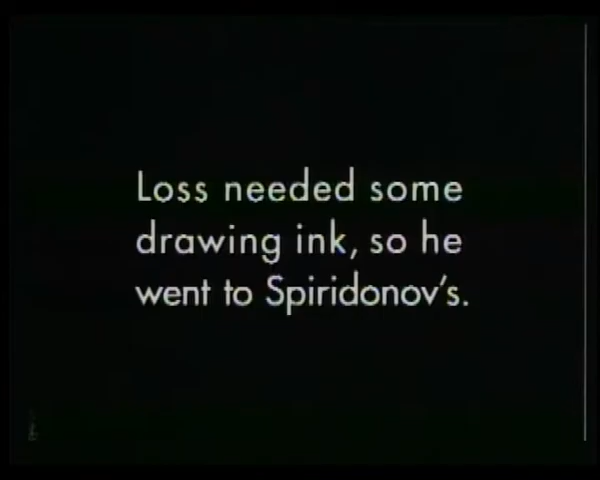 Loss needed some
drawing ink, so he
went to Spiridonov's.